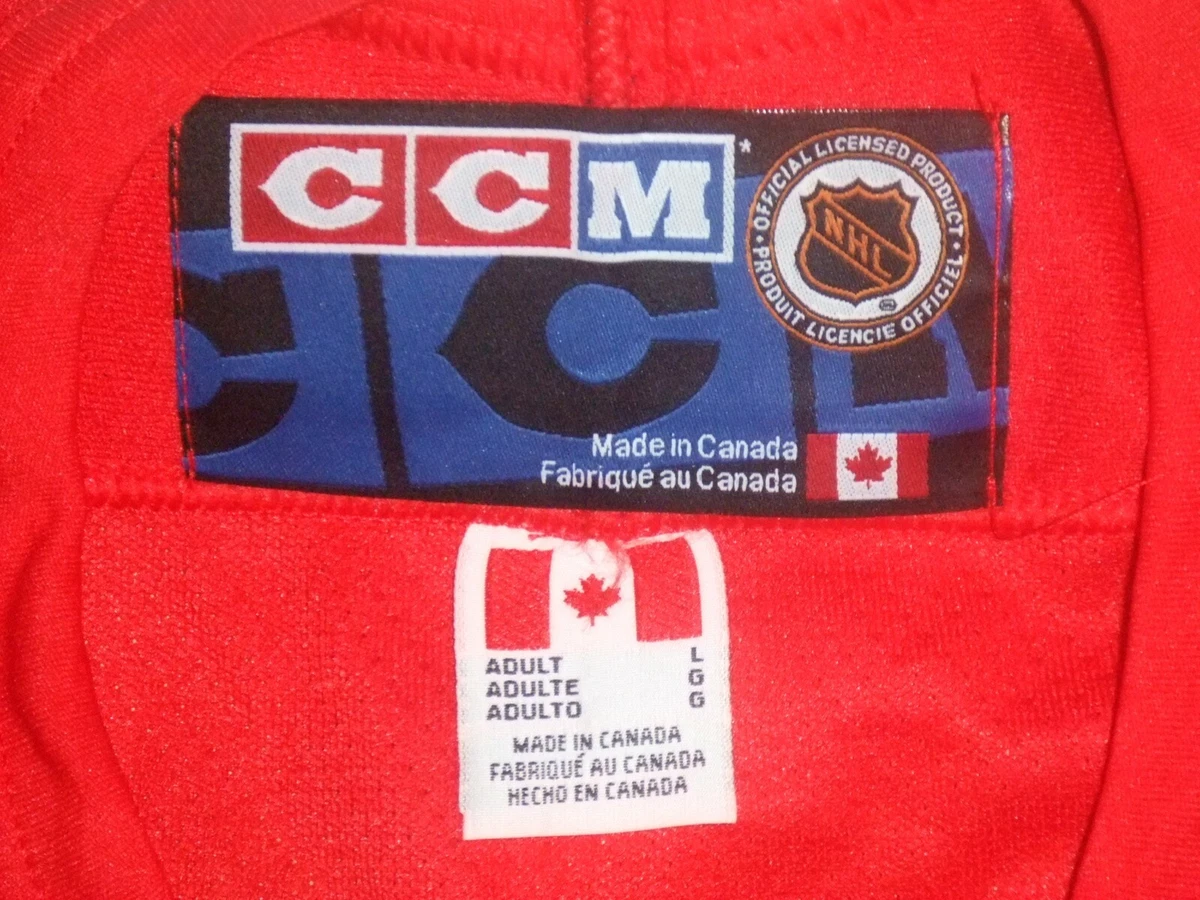 CCM*
OFFICIAL LICENSED PRODUCT
NHL
PRODUIT LICENCIE OFFICIEL
Made in Canada
Fabriqué au Canada
ADULT L
ADULTE G
ADULTO G
MADE IN CANADA
FABRIQUÉ AU CANADA
HECHO EN CANADA